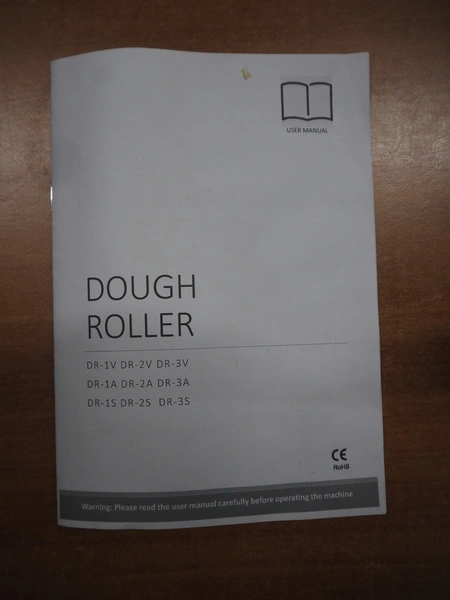 USER MANUAL
DOUGH
ROLLER
DR-1V DR-2V DR-3V
DR-1A DR-2A DR-3A
DR-1S DR-2S DR-3S
CE
RoHS
Warning: Please read the user manual carefully before operating the machine